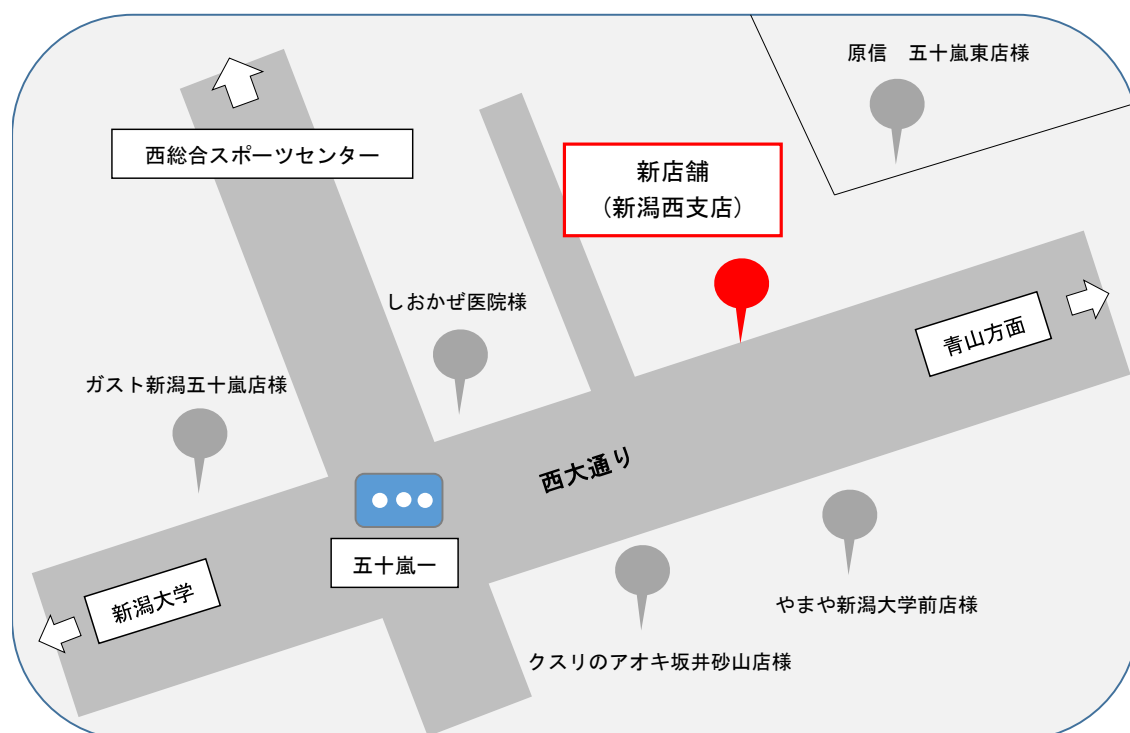 原信　五十嵐東店様
西総合スポーツセンター
新店舗
（新潟西支店）
しおかぜ医院様
青山方面
ガスト新潟五十嵐店様
西大通り
五十嵐一
新潟大学
やまや新潟大学前店様
クスリのアオキ坂井砂山店様